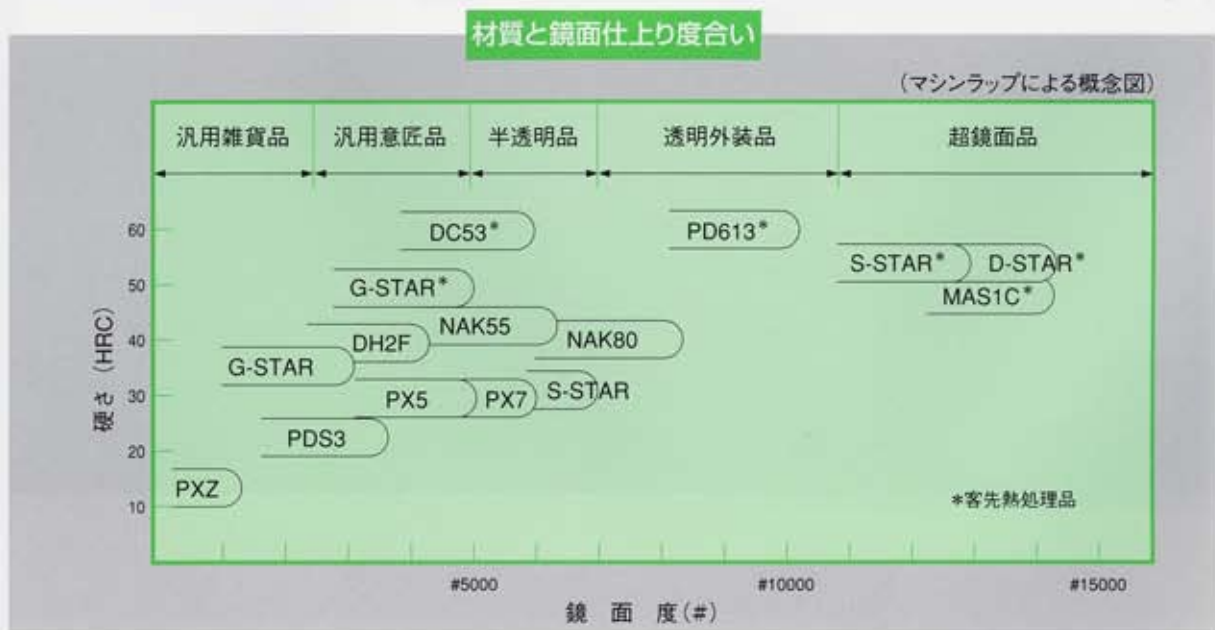 材質と鏡面仕上り度合い
(マシンラップによる概念図)
汎用雑貨品 汎用意匠品 半透明品 透明外装品 超鏡面品
60
DC53*
PD613*
50
G-STAR*
S-STAR* D-STAR*
MAS1C*
40
DH2F NAK55 NAK80
G-STAR
30
PX5 PX7 S-STAR
20
PDS3
10
PXZ
*客先熱処理品
硬さ (HRC)
#5000 #10000 #15000
鏡 面 度(#)